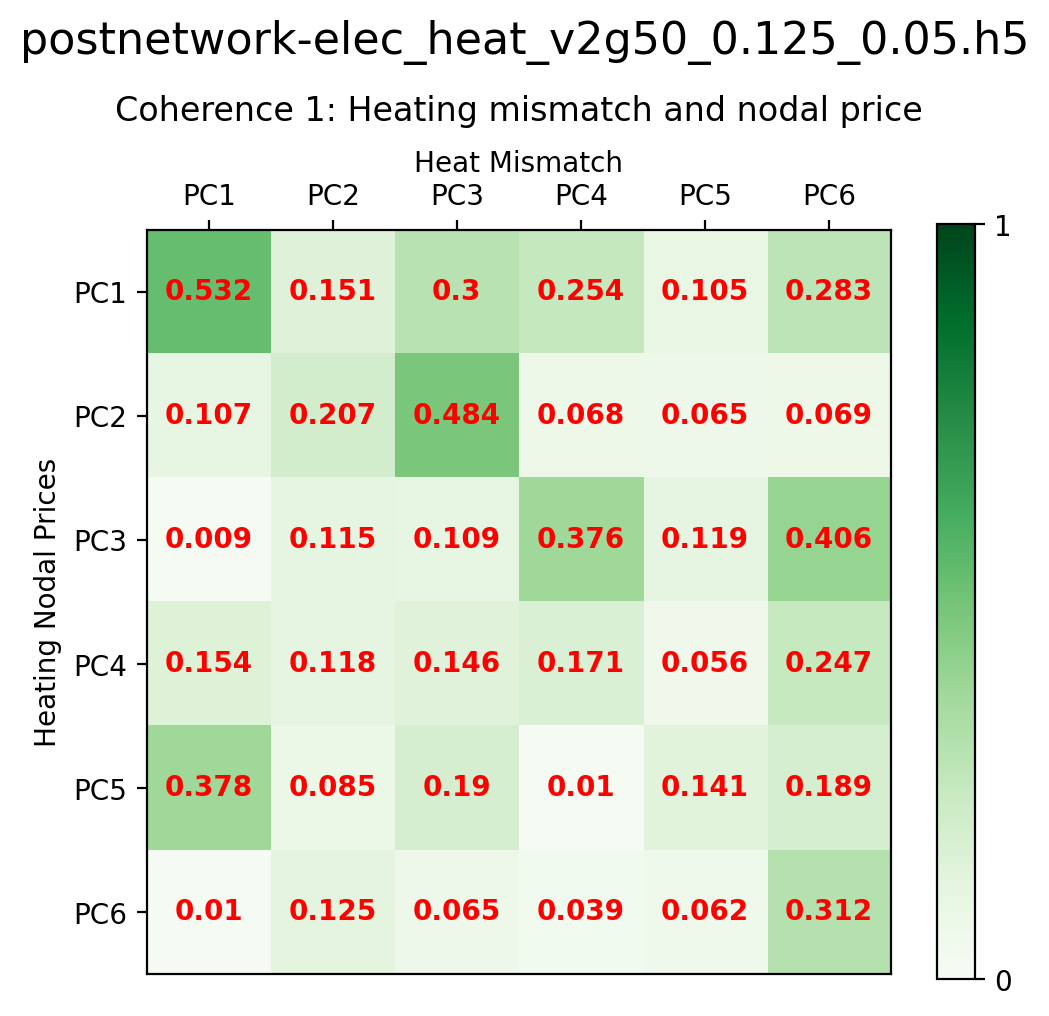 postnetwork-elec_heat_v2g50_0.125_0.05.h5
Coherence 1: Heating mismatch and nodal price
Heat Mismatch
PC1 PC2 PC3 PC4 PC5 PC6
1
PC1 0.532 0.151 0.3 0.254 0.105 0.283
PC2 0.107 0.207 0.484 0.068 0.065 0.069
Heating Nodal Prices
PC3 0.009 0.115 0.109 0.376 0.119 0.406
PC4 0.154 0.118 0.146 0.171 0.056 0.247
PC5 0.378 0.085 0.19 0.01 0.141 0.189
PC6 0.01 0.125 0.065 0.039 0.062 0.312
0